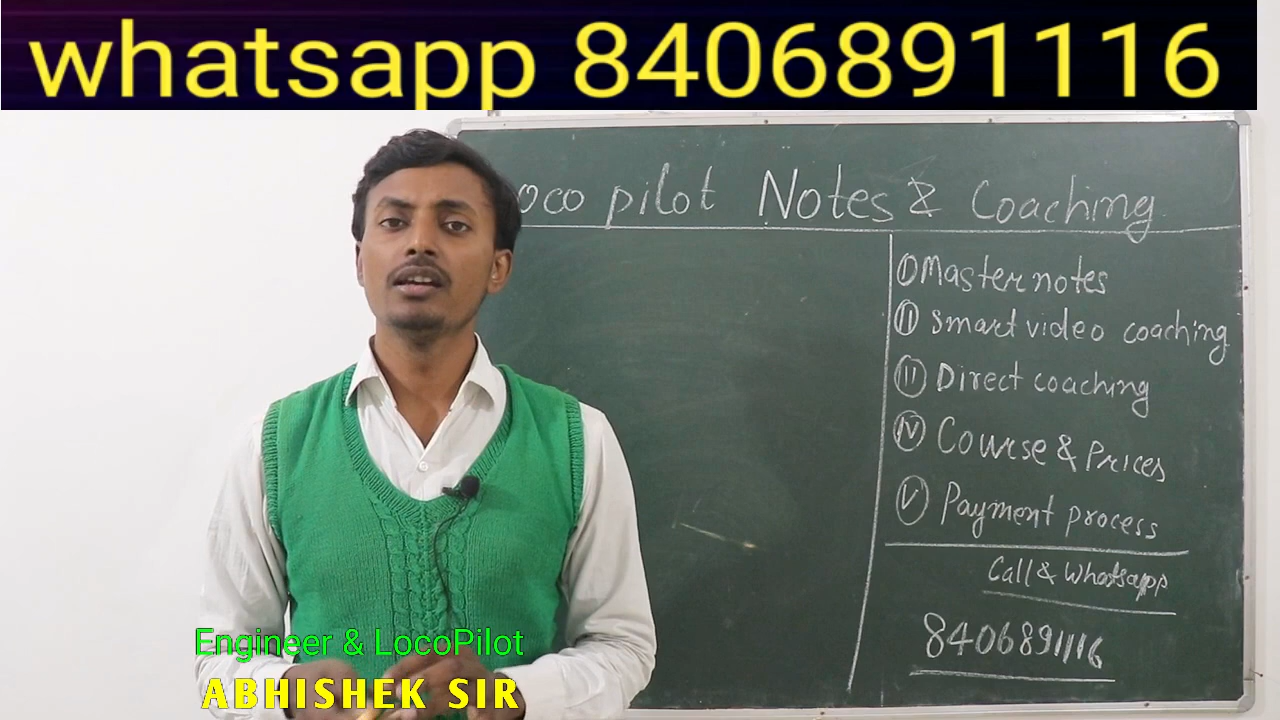 whatsapp 8406891116
oco pilot Notes & Coaching
I Master notes
II Smart video coaching
III Direct coaching
IV Course & Prices
V Payment process
Call & Whatsapp
8406891116
Engineer & LocoPilot
ABHISHEK SIR